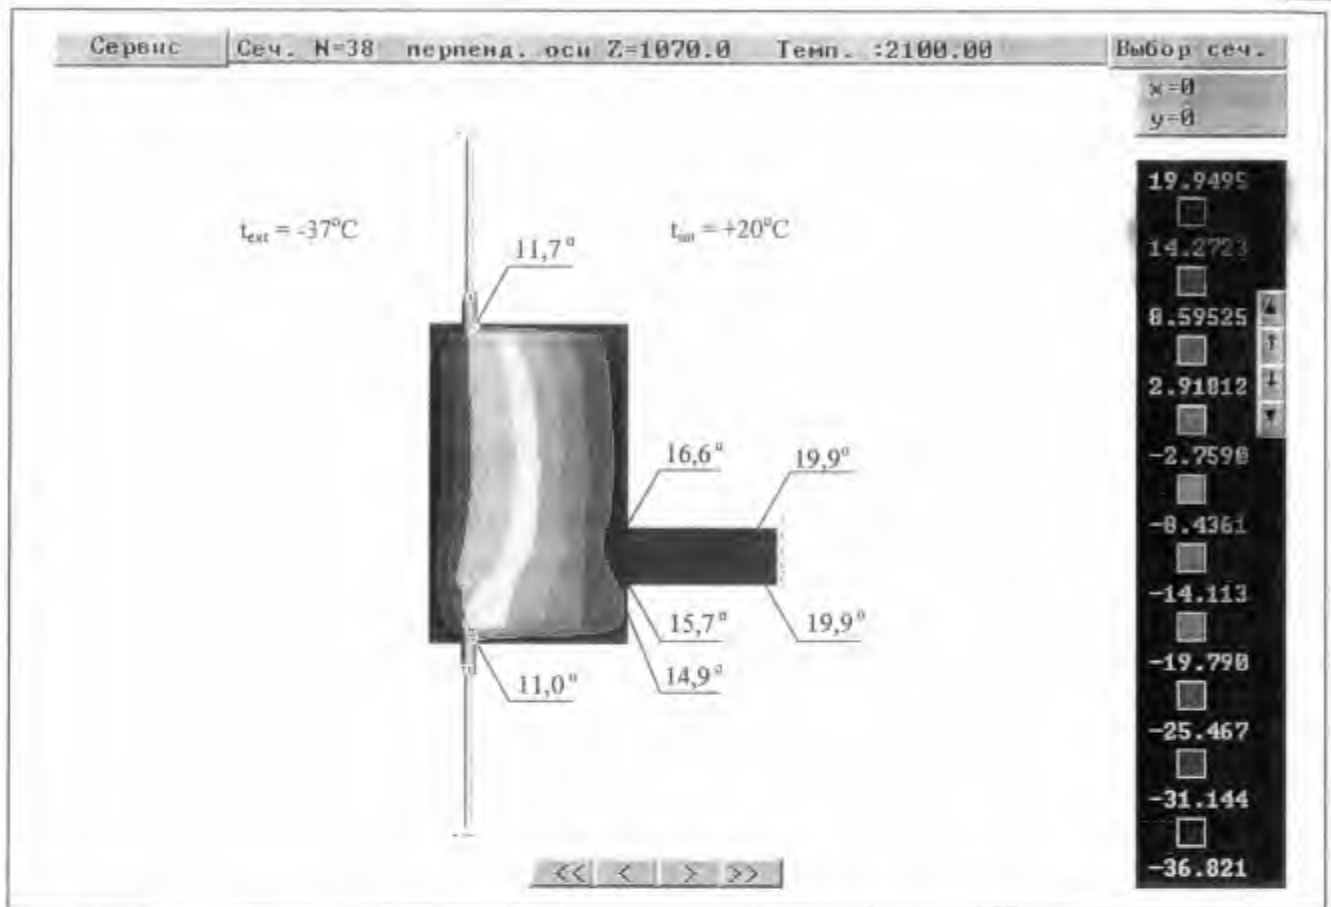 Сервис
Сеч. N=38 перпенд. оси Z=1070.0 Темп. :2100.00
Выбор сеч.
x=0
y=0
19.9495
14.2723
8.59525
2.91812
-2.7590
-8.4361
-14.113
-19.790
-25.467
-31.144
-36.821
t_ext = -37°C
= +20°C
11,7°
16,6°
19,9°
15,7°
19,9°
14,9°
11,0°
<< < > >>